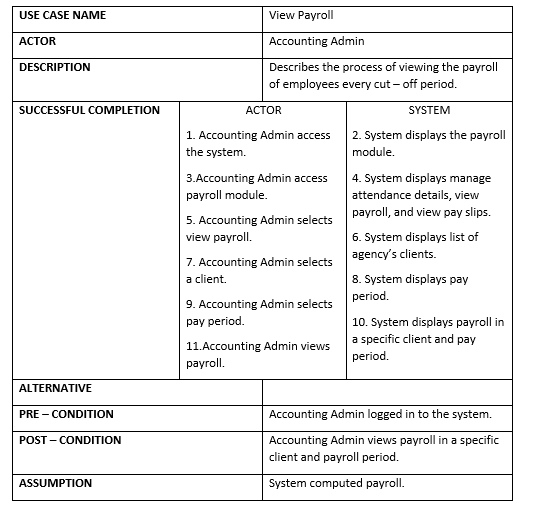 USE CASE NAME
View Payroll
ACTOR
Accounting Admin
DESCRIPTION
Describes the process of viewing the payroll
of employees every cut – off period.
SUCCESSFUL COMPLETION
ACTOR
1. Accounting Admin access
the system.
3.Accounting Admin access
payroll module.
5. Accounting Admin selects
view payroll.
7. Accounting Admin selects
a client.
9. Accounting Admin selects
pay period.
11.Accounting Admin views
payroll.
SYSTEM
2. System displays the payroll
module.
4. System displays manage
attendance details, view
payroll, and view pay slips.
6. System displays list of
agency's clients.
8. System displays pay
period.
10. System displays payroll in
a specific client and pay
period.
ALTERNATIVE
PRE – CONDITION
Accounting Admin logged in to the system.
POST – CONDITION
Accounting Admin views payroll in a specific
client and payroll period.
ASSUMPTION
System computed payroll.